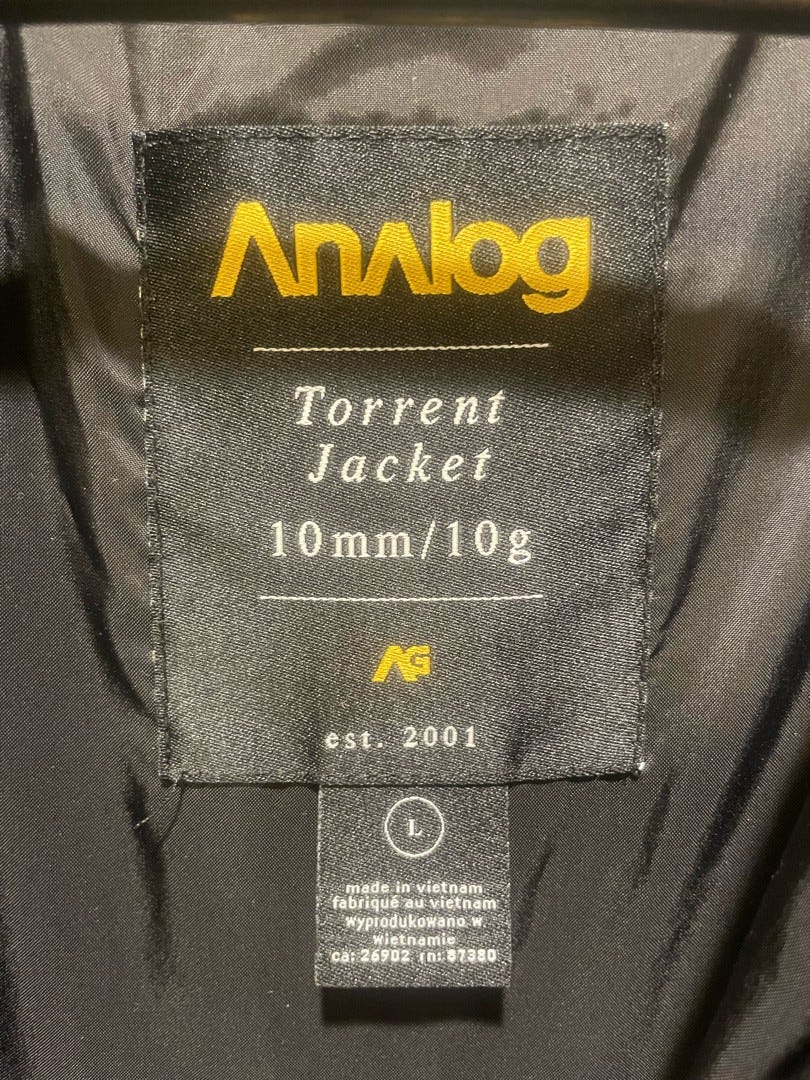 Analog
Torrent
Jacket
10mm/10g
AG
est. 2001
L
made in vietnam
fabriqué au vietnam
wyprodukowano w
wietnamie
ca: 26902 rn: 87380